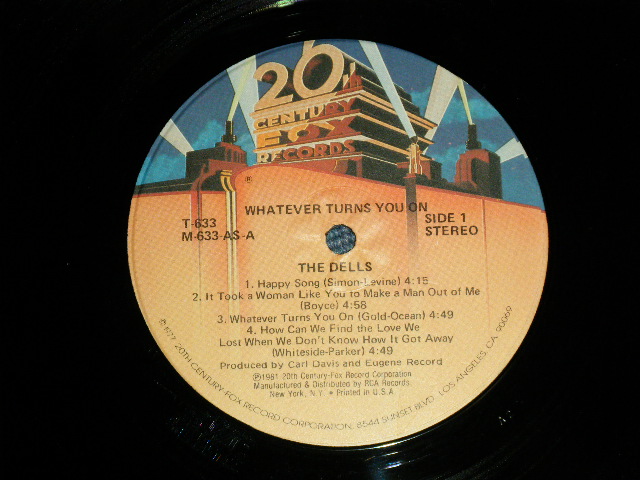 20th
CENTURY
FOX
RECORDS
®
WHATEVER TURNS YOU ON
T-633
M-633-AS-A
SIDE 1
STEREO
THE DELLS
1. Happy Song (Simon-Levine) 4:15
2. It Took a Woman Like You to Make a Man Out of Me
(Boyce) 4:58
3. Whatever Turns You On (Gold-Ocean) 4:49
4. How Can We Find the Love We
Lost When We Don't Know How It Got Away
(Whiteside-Parker) 4:49
Produced by Carl Davis and Eugene Record
℗1981 20th Century-Fox Record Corporation
Manufactured & Distributed by RCA Records
New York, N.Y. • Printed in U.S.A
© 1977, 20TH CENTURY-FOX RECORD CORPORATION, 8544 SUNSET BLVD. LOS ANGELES, CA. 90069